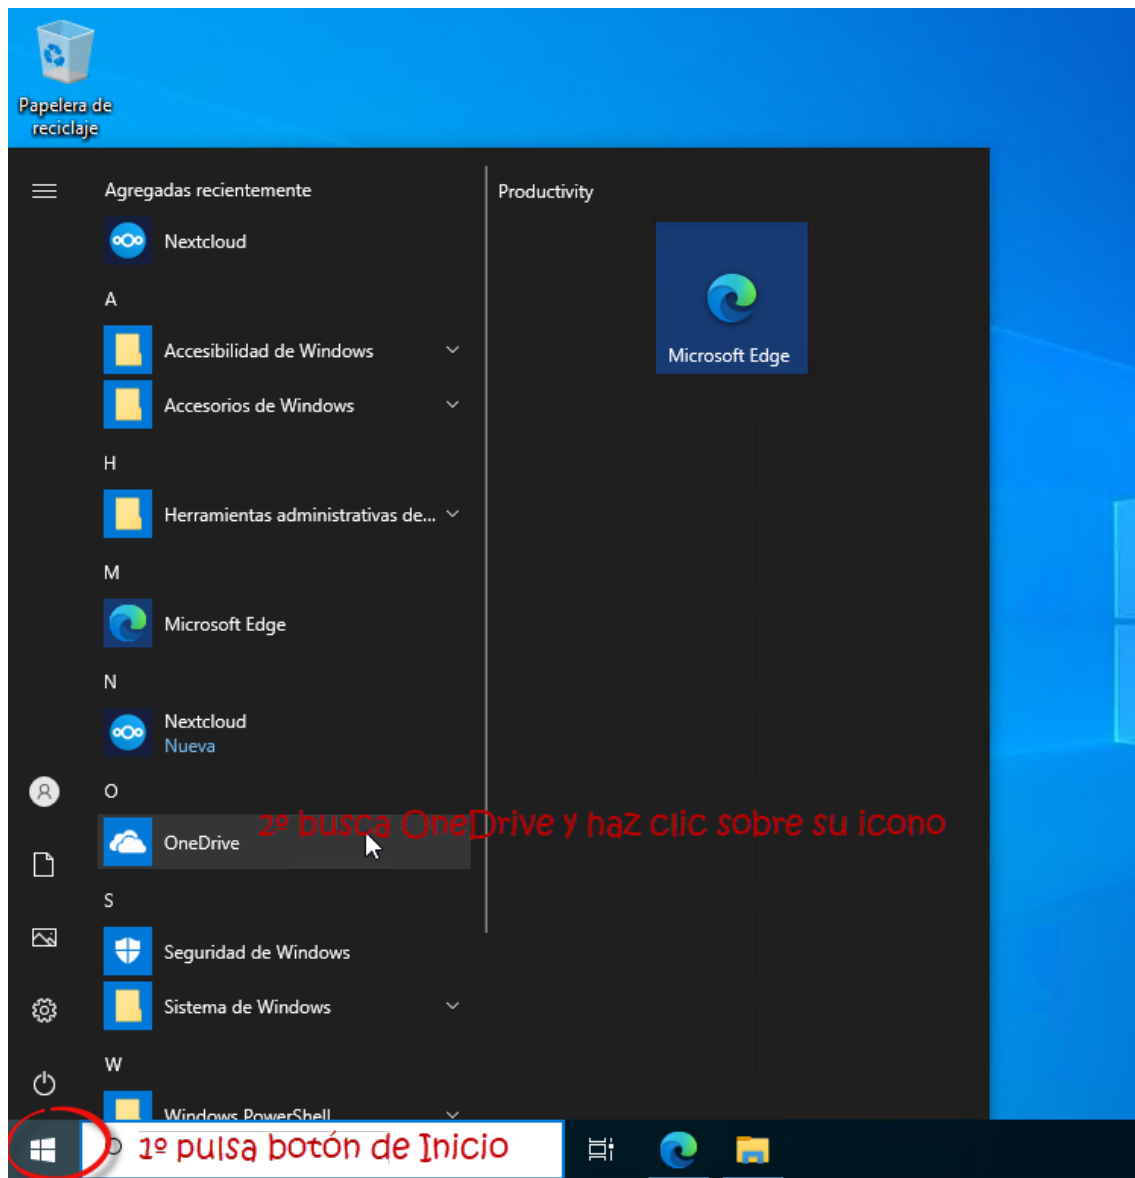 Papelera de
reciclaje
Agregadas recientemente
Nextcloud
A
Accesibilidad de Windows
Accesorios de Windows
H
Herramientas administrativas de...
M
Microsoft Edge
N
Nextcloud
Nueva
O
OneDrive
S
Seguridad de Windows
Sistema de Windows
W
Windows PowerShell
Productivity
Microsoft Edge
2º busca OneDrive y haz clic sobre su icono
1º pulsa botón de Inicio